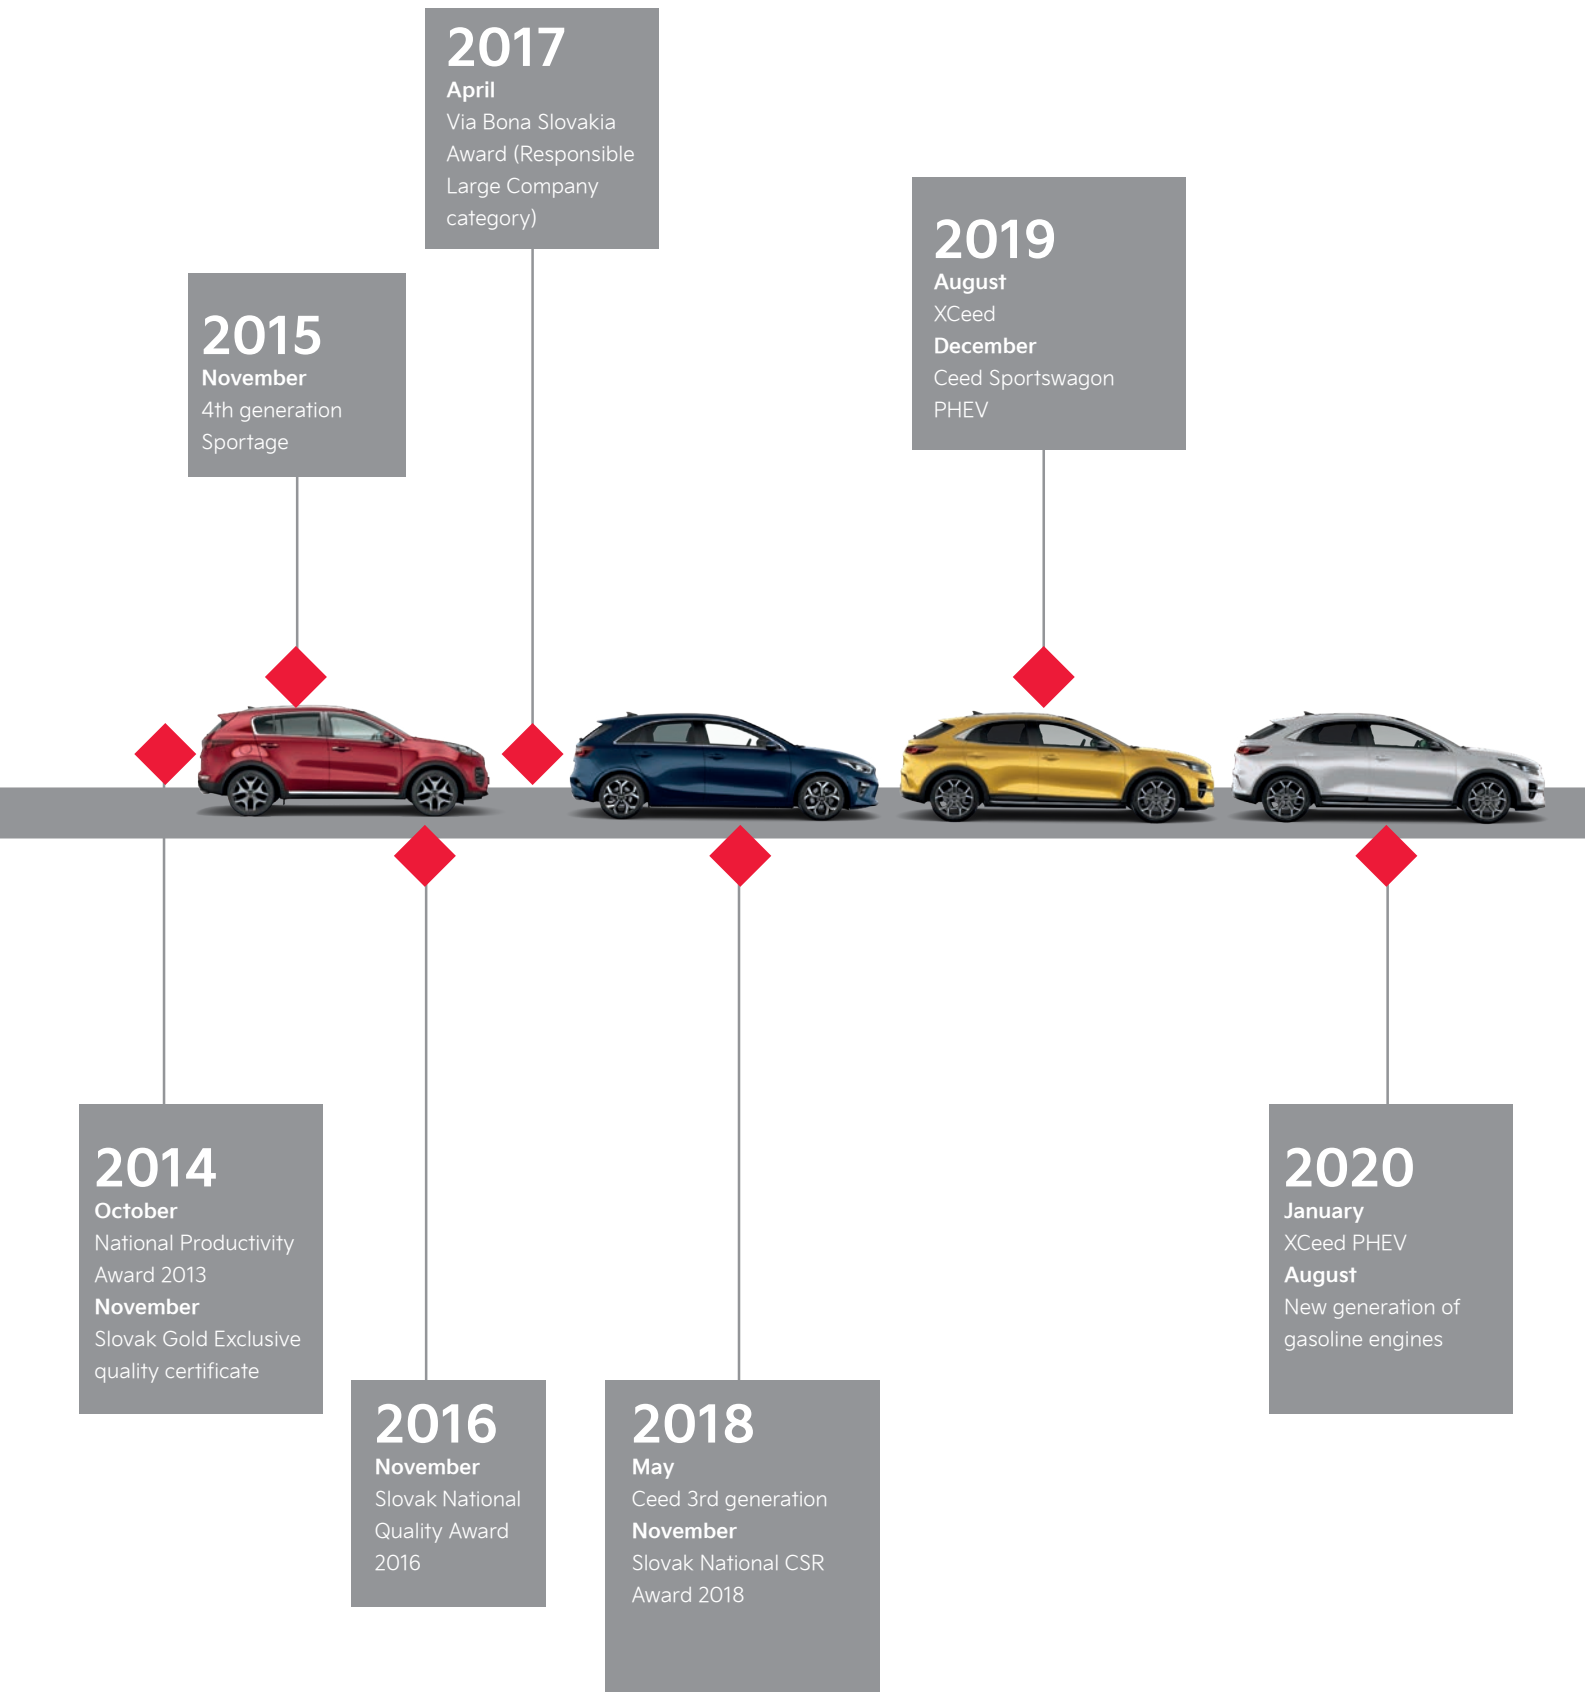 2017
April
Via Bona Slovakia
Award (Responsible
Large Company
category)
2019
August
XCeed
December
Ceed Sportswagon
PHEV
2015
November
4th generation
Sportage
2014
October
National Productivity
Award 2013
November
Slovak Gold Exclusive
quality certificate
2020
January
XCeed PHEV
August
New generation of
gasoline engines
2016
November
Slovak National
Quality Award
2016
2018
May
Ceed 3rd generation
November
Slovak National CSR
Award 2018